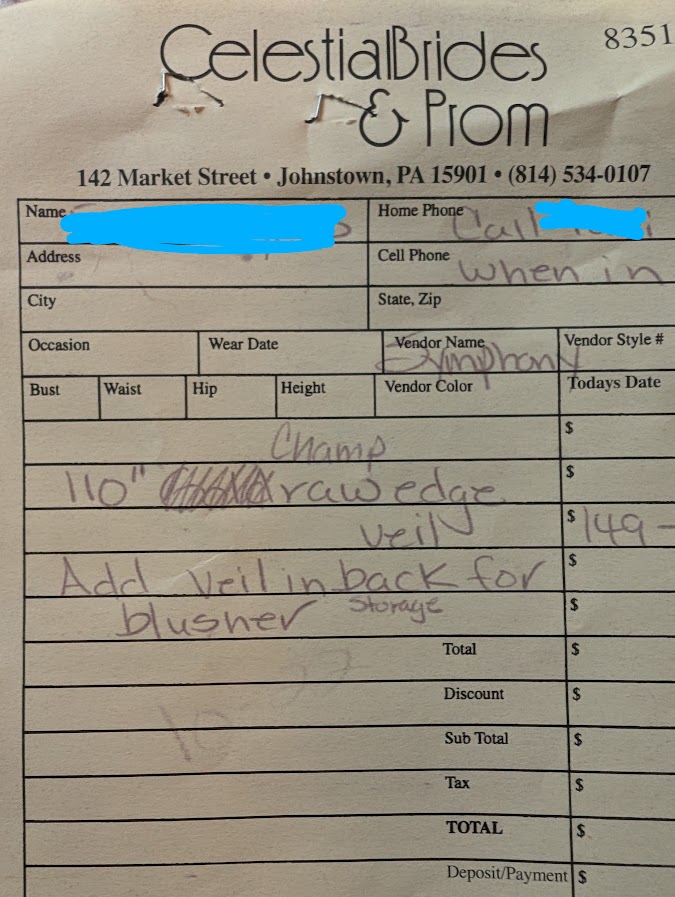 CelestialBrides 8351
& Prom
142 Market Street • Johnstown, PA 15901 • (814) 534-0107
Name Home Phone Call
Address Cell Phone when in
City State, Zip
Occasion Wear Date Vendor Name Symphony Vendor Style #
Bust Waist Hip Height Vendor Color Todays Date
Champ $
110" raw edge $
veil $149-
Add veil in back for $
blusher storage $
Total $
Discount $
Sub Total $
Tax $
TOTAL $
Deposit/Payment $